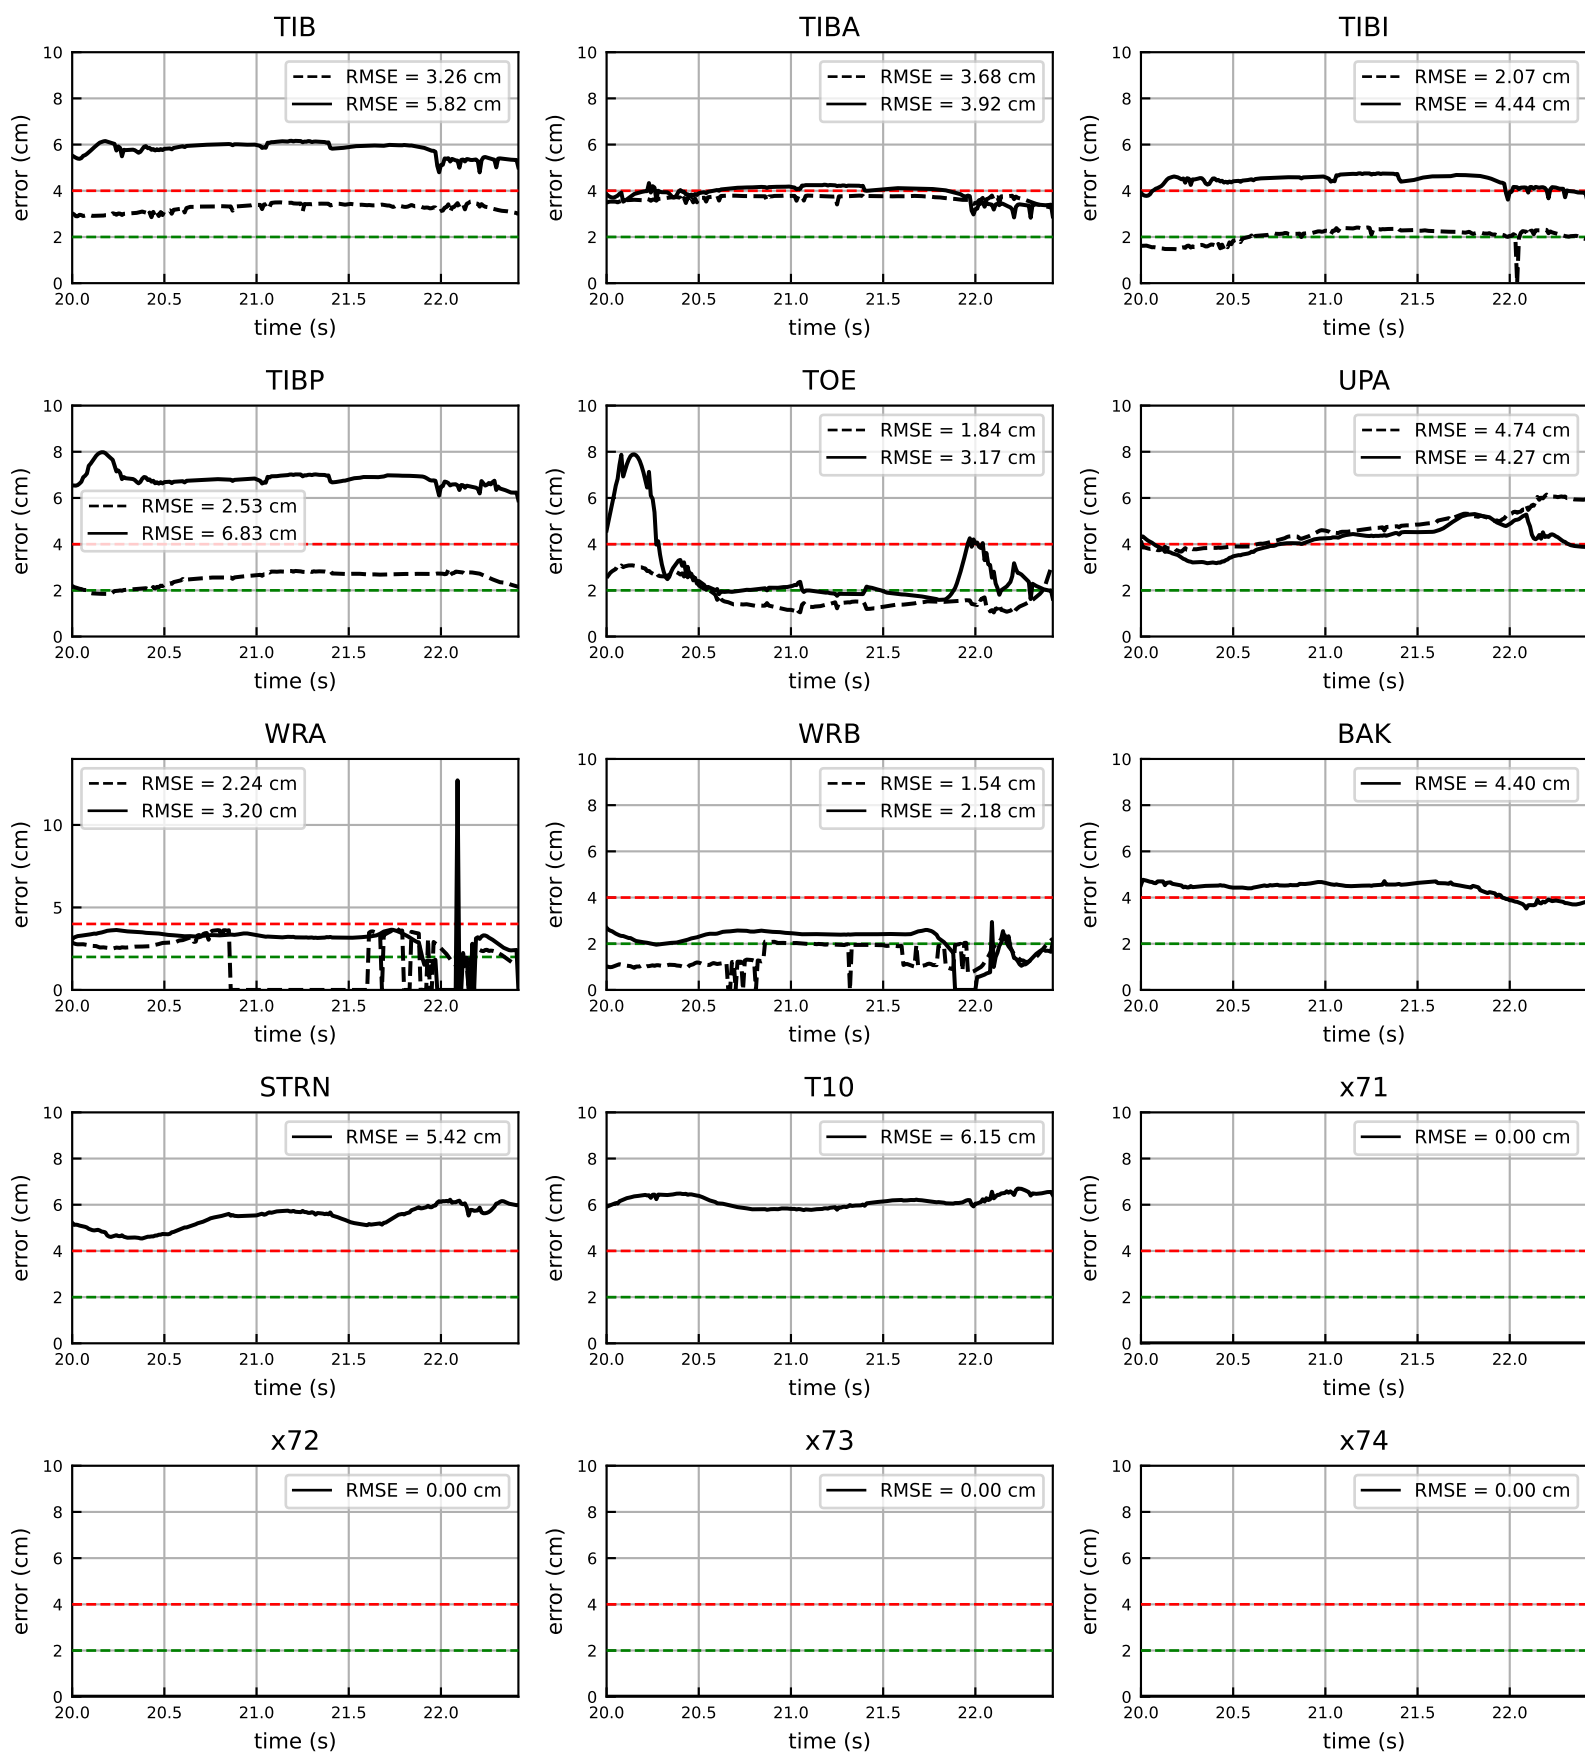 TIB
RMSE = 3.26 cm
RMSE = 5.82 cm
error (cm)
10
8
6
4
2
0
20.0 20.5 21.0 21.5 22.0
time (s)
TIBA
RMSE = 3.68 cm
RMSE = 3.92 cm
error (cm)
10
8
6
4
2
0
20.0 20.5 21.0 21.5 22.0
time (s)
TIBI
RMSE = 2.07 cm
RMSE = 4.44 cm
error (cm)
10
8
6
4
2
0
20.0 20.5 21.0 21.5 22.0
time (s)
TIBP
RMSE = 2.53 cm
RMSE = 6.83 cm
error (cm)
10
8
6
4
2
0
20.0 20.5 21.0 21.5 22.0
time (s)
TOE
RMSE = 1.84 cm
RMSE = 3.17 cm
error (cm)
10
8
6
4
2
0
20.0 20.5 21.0 21.5 22.0
time (s)
UPA
RMSE = 4.74 cm
RMSE = 4.27 cm
error (cm)
10
8
6
4
2
0
20.0 20.5 21.0 21.5 22.0
time (s)
WRA
RMSE = 2.24 cm
RMSE = 3.20 cm
error (cm)
10
5
0
20.0 20.5 21.0 21.5 22.0
time (s)
WRB
RMSE = 1.54 cm
RMSE = 2.18 cm
error (cm)
10
8
6
4
2
0
20.0 20.5 21.0 21.5 22.0
time (s)
BAK
RMSE = 4.40 cm
error (cm)
10
8
6
4
2
0
20.0 20.5 21.0 21.5 22.0
time (s)
STRN
RMSE = 5.42 cm
error (cm)
10
8
6
4
2
0
20.0 20.5 21.0 21.5 22.0
time (s)
T10
RMSE = 6.15 cm
error (cm)
10
8
6
4
2
0
20.0 20.5 21.0 21.5 22.0
time (s)
x71
RMSE = 0.00 cm
error (cm)
10
8
6
4
2
0
20.0 20.5 21.0 21.5 22.0
time (s)
x72
RMSE = 0.00 cm
error (cm)
10
8
6
4
2
0
20.0 20.5 21.0 21.5 22.0
time (s)
x73
RMSE = 0.00 cm
error (cm)
10
8
6
4
2
0
20.0 20.5 21.0 21.5 22.0
time (s)
x74
RMSE = 0.00 cm
error (cm)
10
8
6
4
2
0
20.0 20.5 21.0 21.5 22.0
time (s)